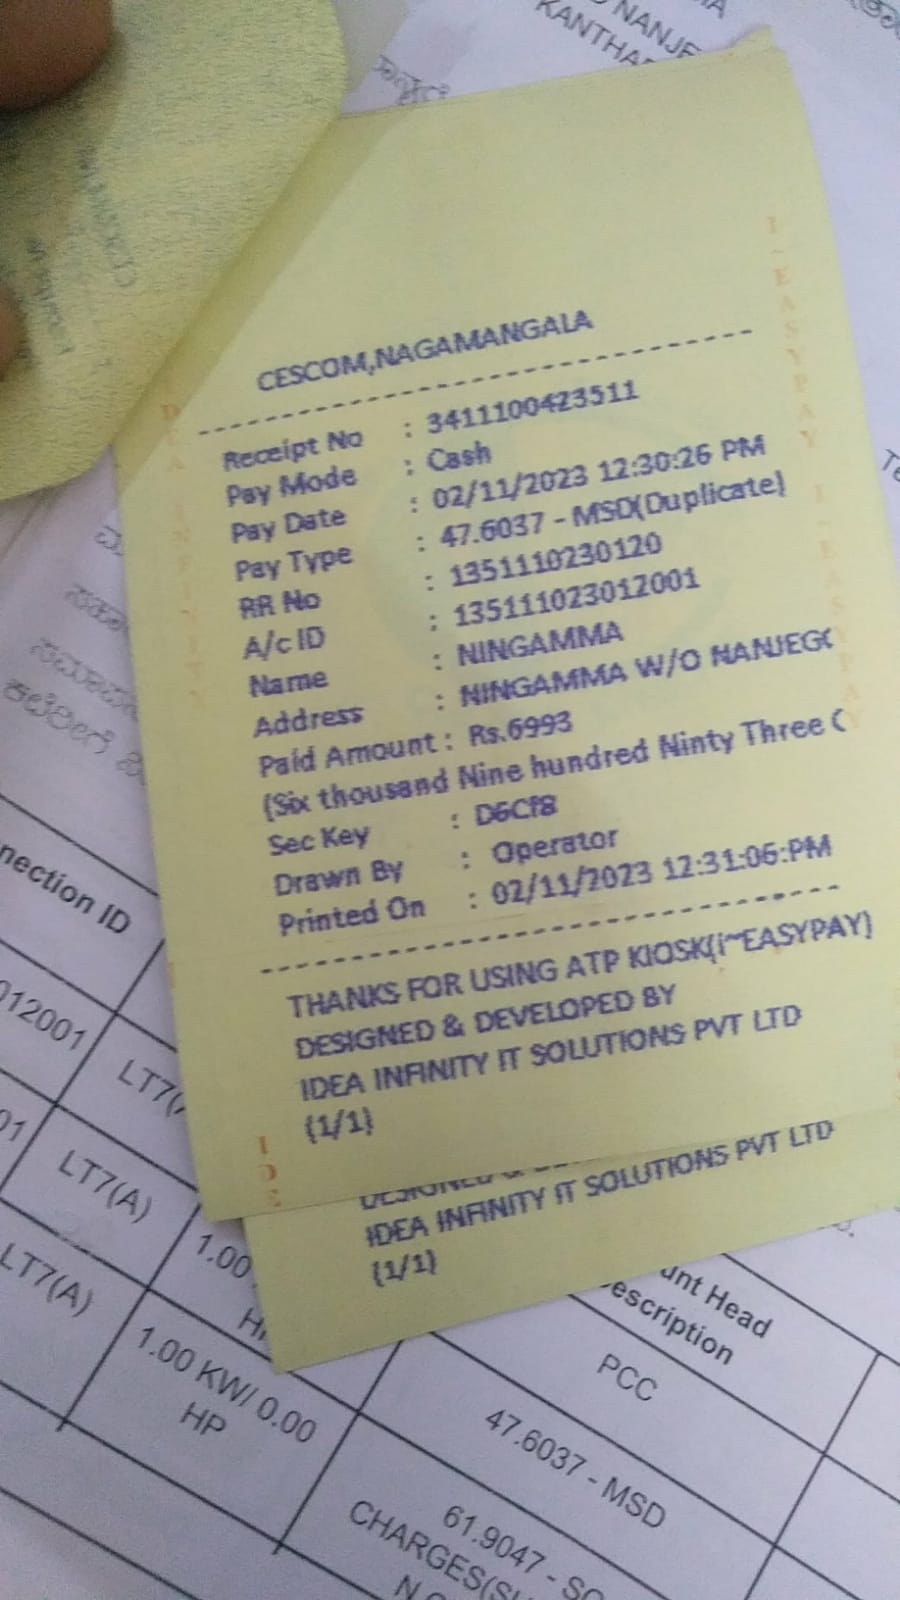 NANJE
KANTHA
CESCOM,NAGAMANGALA
Receipt No : 3411100423511
Pay Mode : Cash
Pay Date : 02/11/2023 12:30:26 PM
Pay Type : 47.6037 - MSD(Duplicate)
RR No : 1351110230120
A/c ID : 135111023012001
Name : NINGAMMA
Address : NINGAMMA W/O NANJEGO
Paid Amount : Rs.6993
(Six thousand Nine hundred Ninty Three O
Sec Key : D6Cf8
Drawn By : Operator
Printed On : 02/11/2023 12:31:06:PM
THANKS FOR USING ATP KIOSK(i~EASYPAY)
DESIGNED & DEVELOPED BY
IDEA INFINITY IT SOLUTIONS PVT LTD
(1/1)
IDEA INFINITY IT SOLUTIONS PVT LTD
(1/1)
nection ID
012001
LT7(A
01
LT7(A)
1.00
LT7(A)
1.00 KW/ 0.00
HP
unt Head
escription
PCC
47.6037 - MSD
61.9047 -
CHARGES(